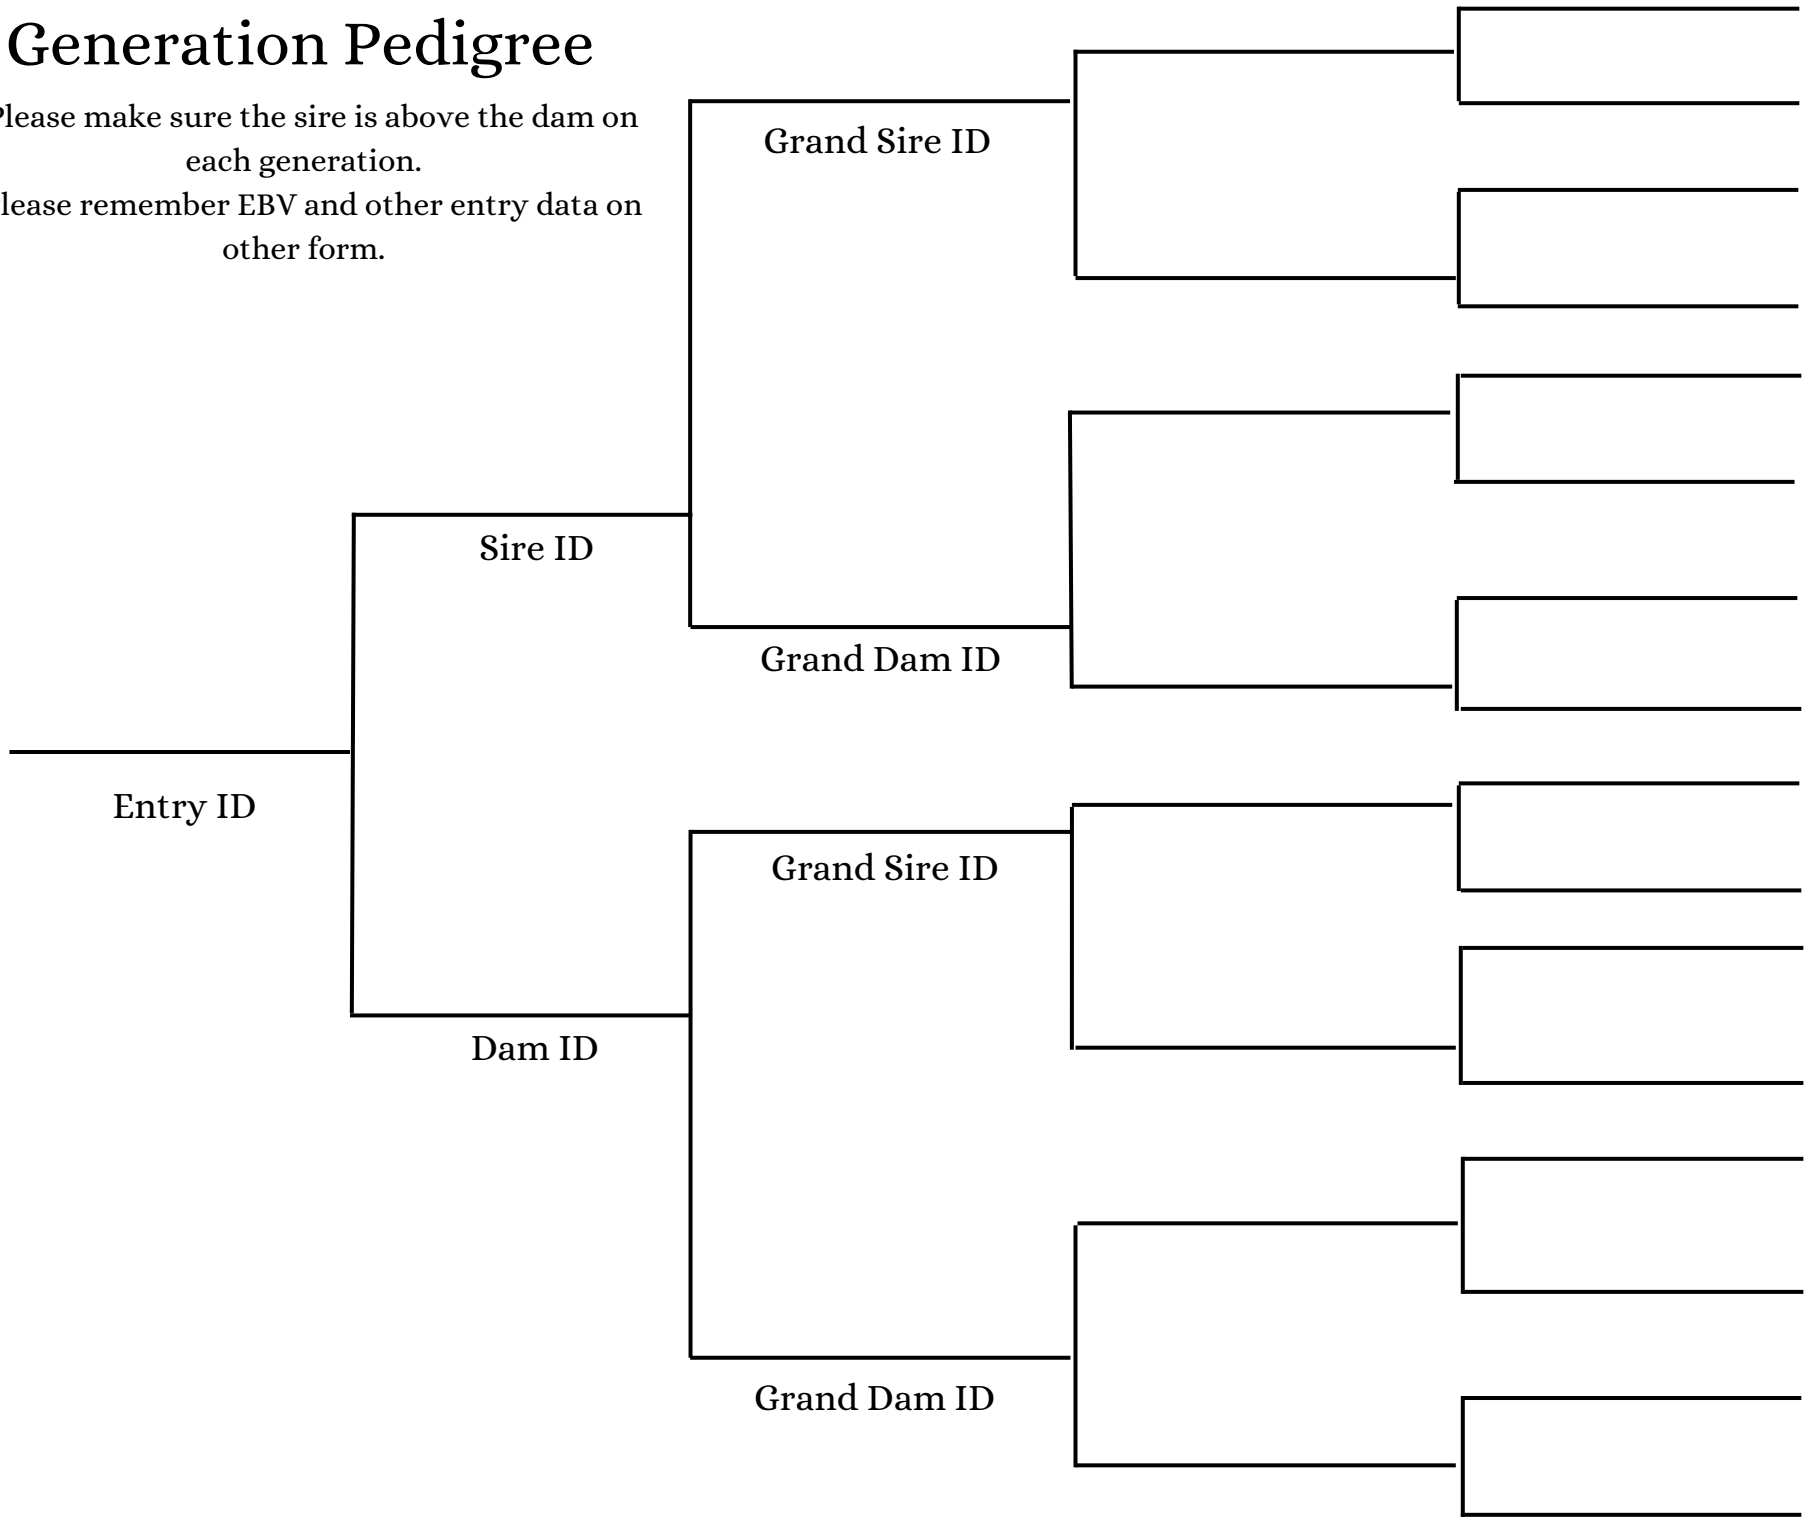 Generation Pedigree
Please make sure the sire is above the dam on
each generation.
lease remember EBV and other entry data on
other form.
Grand Sire ID
Sire ID
Grand Dam ID
Entry ID
Grand Sire ID
Dam ID
Grand Dam ID